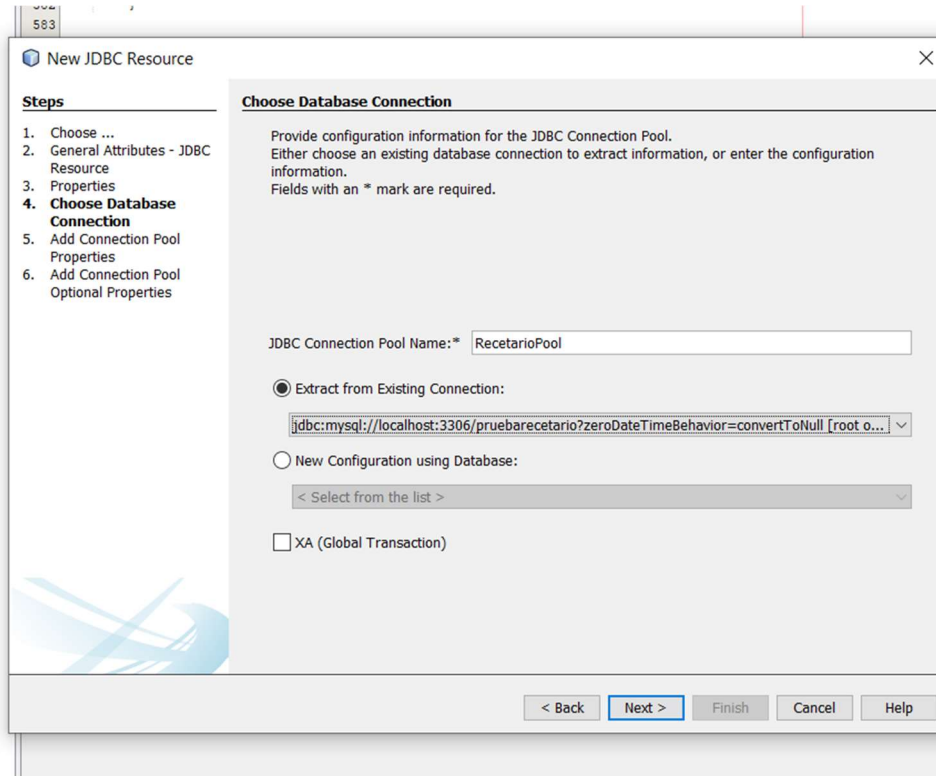 583
New JDBC Resource
Steps
1. Choose ...
2. General Attributes - JDBC
Resource
3. Properties
4. Choose Database
Connection
5. Add Connection Pool
Properties
6. Add Connection Pool
Optional Properties
Choose Database Connection
Provide configuration information for the JDBC Connection Pool.
Either choose an existing database connection to extract information, or enter the configuration
information.
Fields with an * mark are required.
JDBC Connection Pool Name:* RecetarioPool
Extract from Existing Connection:
jdbc:mysql://localhost:3306/pruebarecetario?zeroDateTimeBehavior=convertToNull [root o...
New Configuration using Database:
< Select from the list >
XA (Global Transaction)
< Back Next > Finish Cancel Help